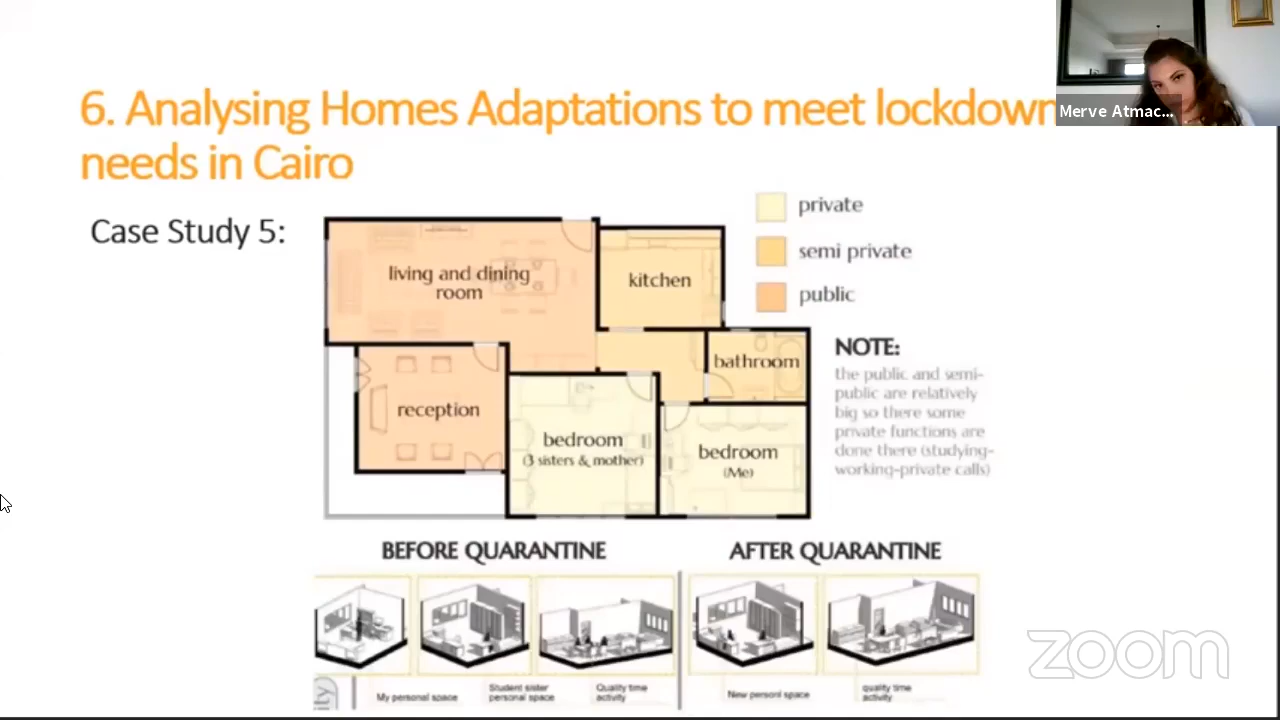 6. Analysing Homes Adaptations to meet lockdown
needs in Cairo
Merve Atmac...
Case Study 5:
private
semi private
public
living and dining
room
kitchen
bathroom
reception
bedroom
(3 sisters & mother)
bedroom
(Me)
NOTE:
the public and semi-
public are relatively
big so there some
private functions are
done there (studying-
working-private calls)
BEFORE QUARANTINE
AFTER QUARANTINE
My personal space
Student sister
personal space
Quality time
activity
New personl space
quality time
activity
zoom